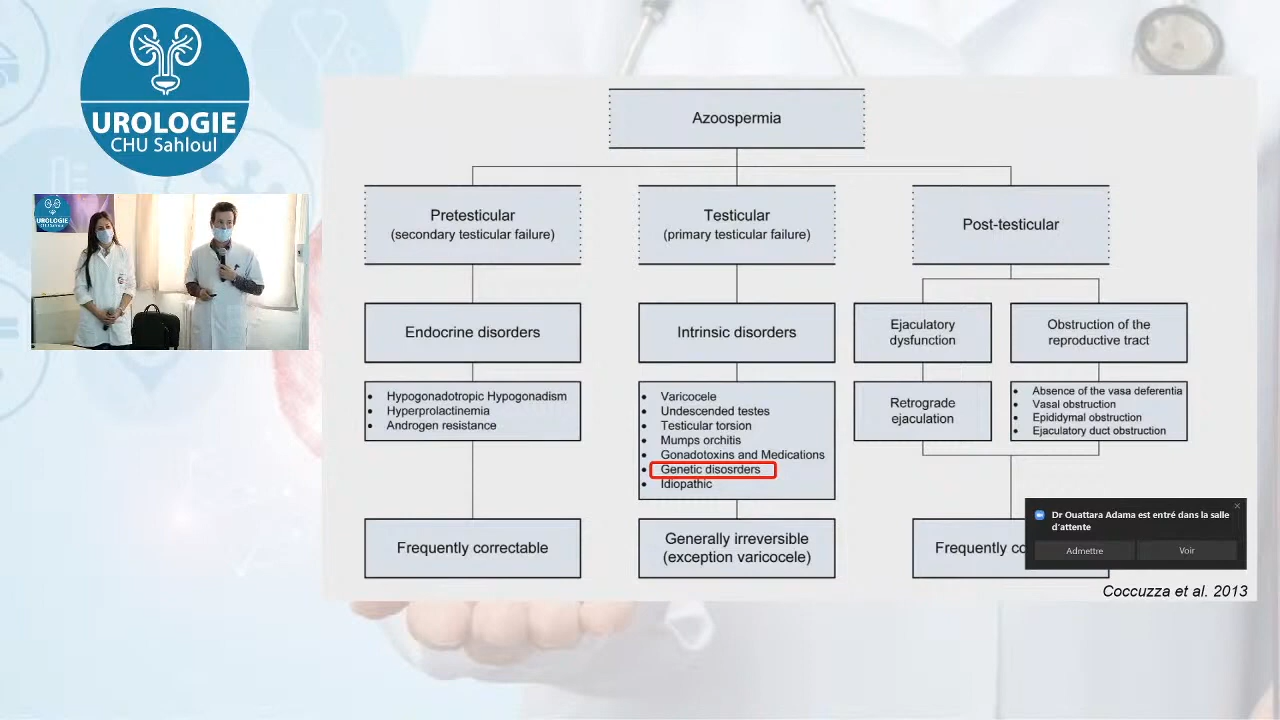 UROLOGIE
CHU Sahloul
UROLOGIE
CHU Sahloul
Azoospermia
Pretesticular
(secondary testicular failure)
Testicular
(primary testicular failure)
Post-testicular
Endocrine disorders
Intrinsic disorders
Ejaculatory
dysfunction
Obstruction of the
reproductive tract
• Hypogonadotropic Hypogonadism
• Hyperprolactinemia
• Androgen resistance
• Varicocele
• Undescended testes
• Testicular torsion
• Mumps orchitis
• Gonadotoxins and Medications
• Genetic disosrders
• Idiopathic
Retrograde
ejaculation
• Absence of the vasa deferentia
• Vasal obstruction
• Epididymal obstruction
• Ejaculatory duct obstruction
Frequently correctable
Generally irreversible
(exception varicocele)
Frequently co
Dr Ouattara Adama est entré dans la salle
d'attente
Admettre
Voir
Coccuzza et al. 2013